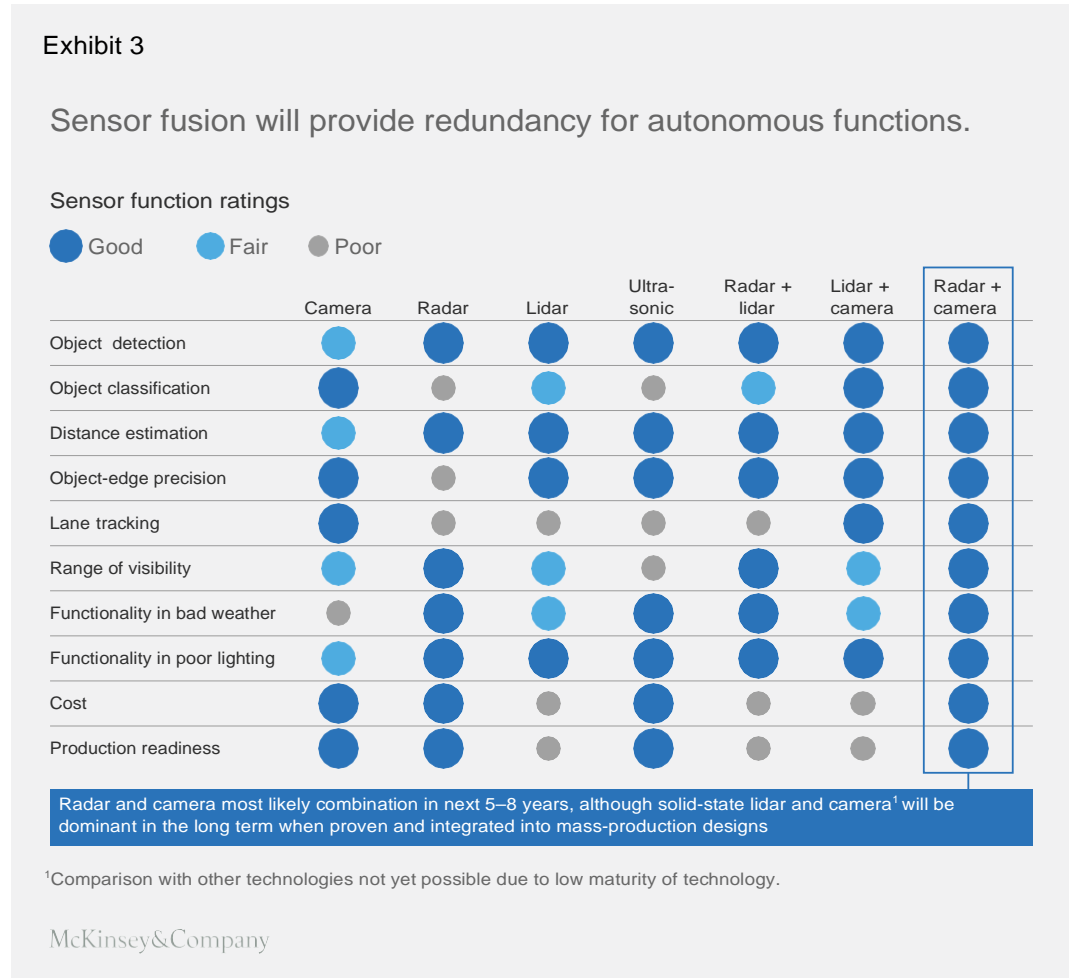 Exhibit 3
Sensor fusion will provide redundancy for autonomous functions.
Sensor function ratings
Good Fair Poor
Camera Radar Lidar Ultra-
sonic Radar +
lidar Lidar +
camera Radar +
camera
Object detection
Object classification
Distance estimation
Object-edge precision
Lane tracking
Range of visibility
Functionality in bad weather
Functionality in poor lighting
Cost
Production readiness
Radar and camera most likely combination in next 5–8 years, although solid-state lidar and camera¹ will be
dominant in the long term when proven and integrated into mass-production designs
¹Comparison with other technologies not yet possible due to low maturity of technology.
McKinsey&Company